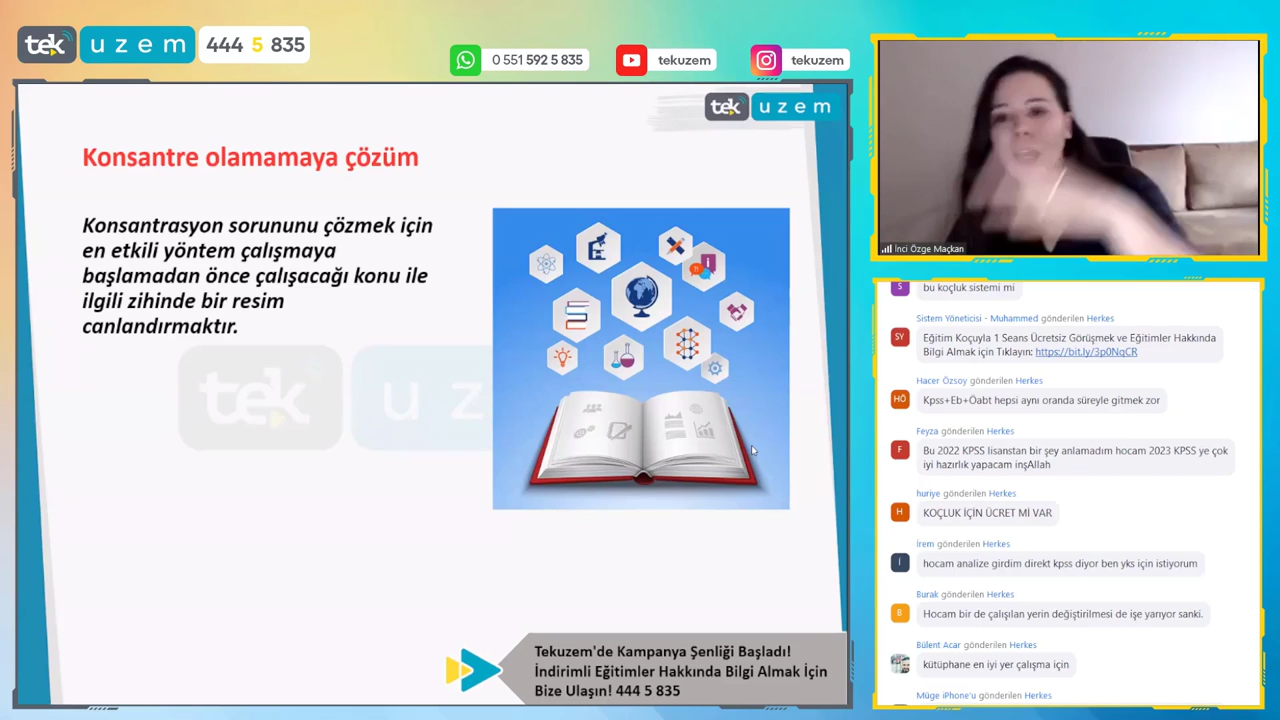 tek uzem 444 5 835
0 551 592 5 835
tekuzem
tekuzem
tek uzem
Konsantre olamamaya çözüm
Konsantrasyon sorununu çözmek için
en etkili yöntem çalışmaya
başlamadan önce çalışacağı konu ile
ilgili zihinde bir resim
canlandırmaktır.
tek uz
Tekuzem'de Kampanya Şenliği Başladı!
İndirimli Eğitimler Hakkında Bilgi Almak İçin
Bize Ulaşın! 444 5 835
İnci Özge Maçkan
S
bu koçluk sistemi mi
Sistem Yöneticisi - Muhammed gönderilen Herkes
SY
Eğitim Koçuyla 1 Seans Ücretsiz Görüşmek ve Eğitimler Hakkında
Bilgi Almak için Tıklayın: https://bit.ly/3p0NqCR
Hacer Özsoy gönderilen Herkes
HÖ
Kpss+Eb+Öabt hepsi aynı oranda süreyle gitmek zor
Feyza gönderilen Herkes
F
Bu 2022 KPSS lisanstan bir şey anlamadım hocam 2023 KPSS ye çok
iyi hazırlık yapacam inşAllah
huriye gönderilen Herkes
H
KOÇLUK İÇİN ÜCRET Mİ VAR
İrem gönderilen Herkes
İ
hocam analize girdim direkt kpss diyor ben yks için istiyorum
Burak gönderilen Herkes
B
Hocam bir de çalışılan yerin değiştirilmesi de işe yarıyor sanki.
Bülent Acar gönderilen Herkes
kütüphane en iyi yer çalışma için
Müge iPhone'u gönderilen Herkes